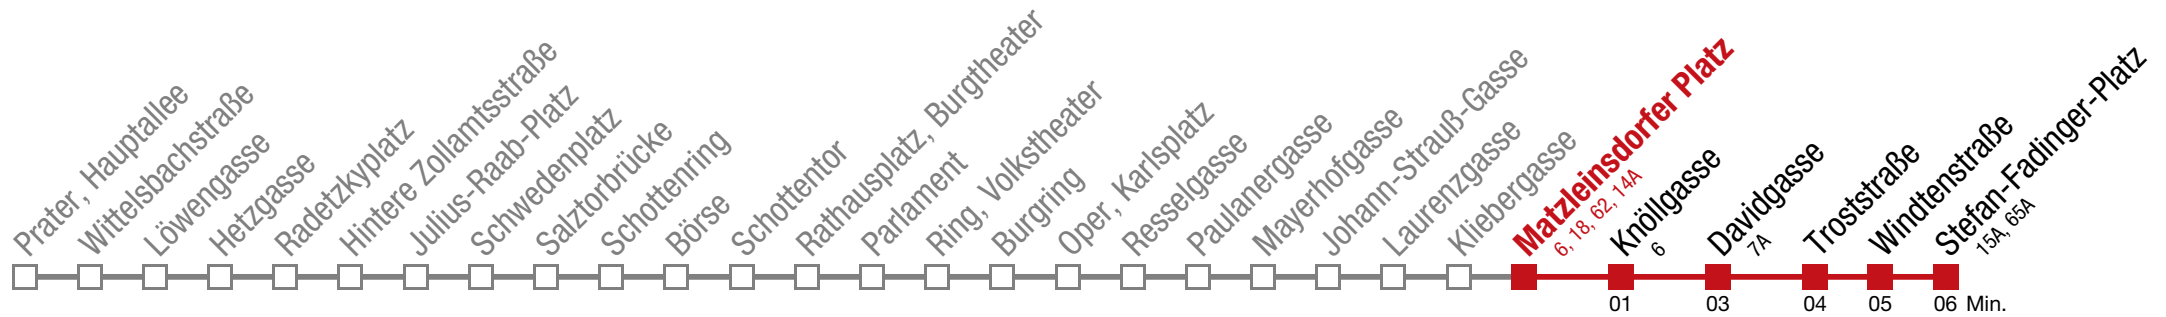 Prater, Hauptallee
Wittelsbachstraße
Löwengasse
Hetzgasse
Radetzkyplatz
Hintere Zollamtsstraße
Julius-Raab-Platz
Schwedenplatz
Salztorbrücke
Schottenring
Börse
Schottentor
Rathausplatz, Burgtheater
Parlament
Ring, Volkstheater
Burgring
Oper, Karlsplatz
Resselgasse
Paulanergasse
Mayerhofgasse
Johann-Strauß-Gasse
Laurenzgasse
Kliebergasse
Matzleinsdorfer Platz
6, 18, 62, 14A
Knöllgasse
6
Davidgasse
7A
Troststraße
Windtenstraße
Stefan-Fadinger-Platz
15A, 65A
01 03 04 05 06 Min.